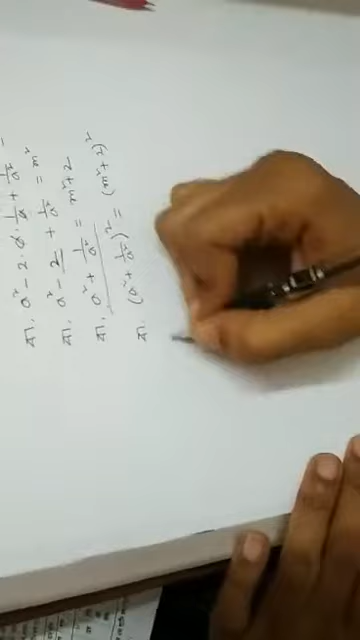 বা, a² - 2 · a · 1/a + 1/a² = m²
বা, a² - 2 + 1/a² = m²
বা, a² + 1/a² = m² + 2
বা, (a² + 1/a²)² = (m² + 2)²